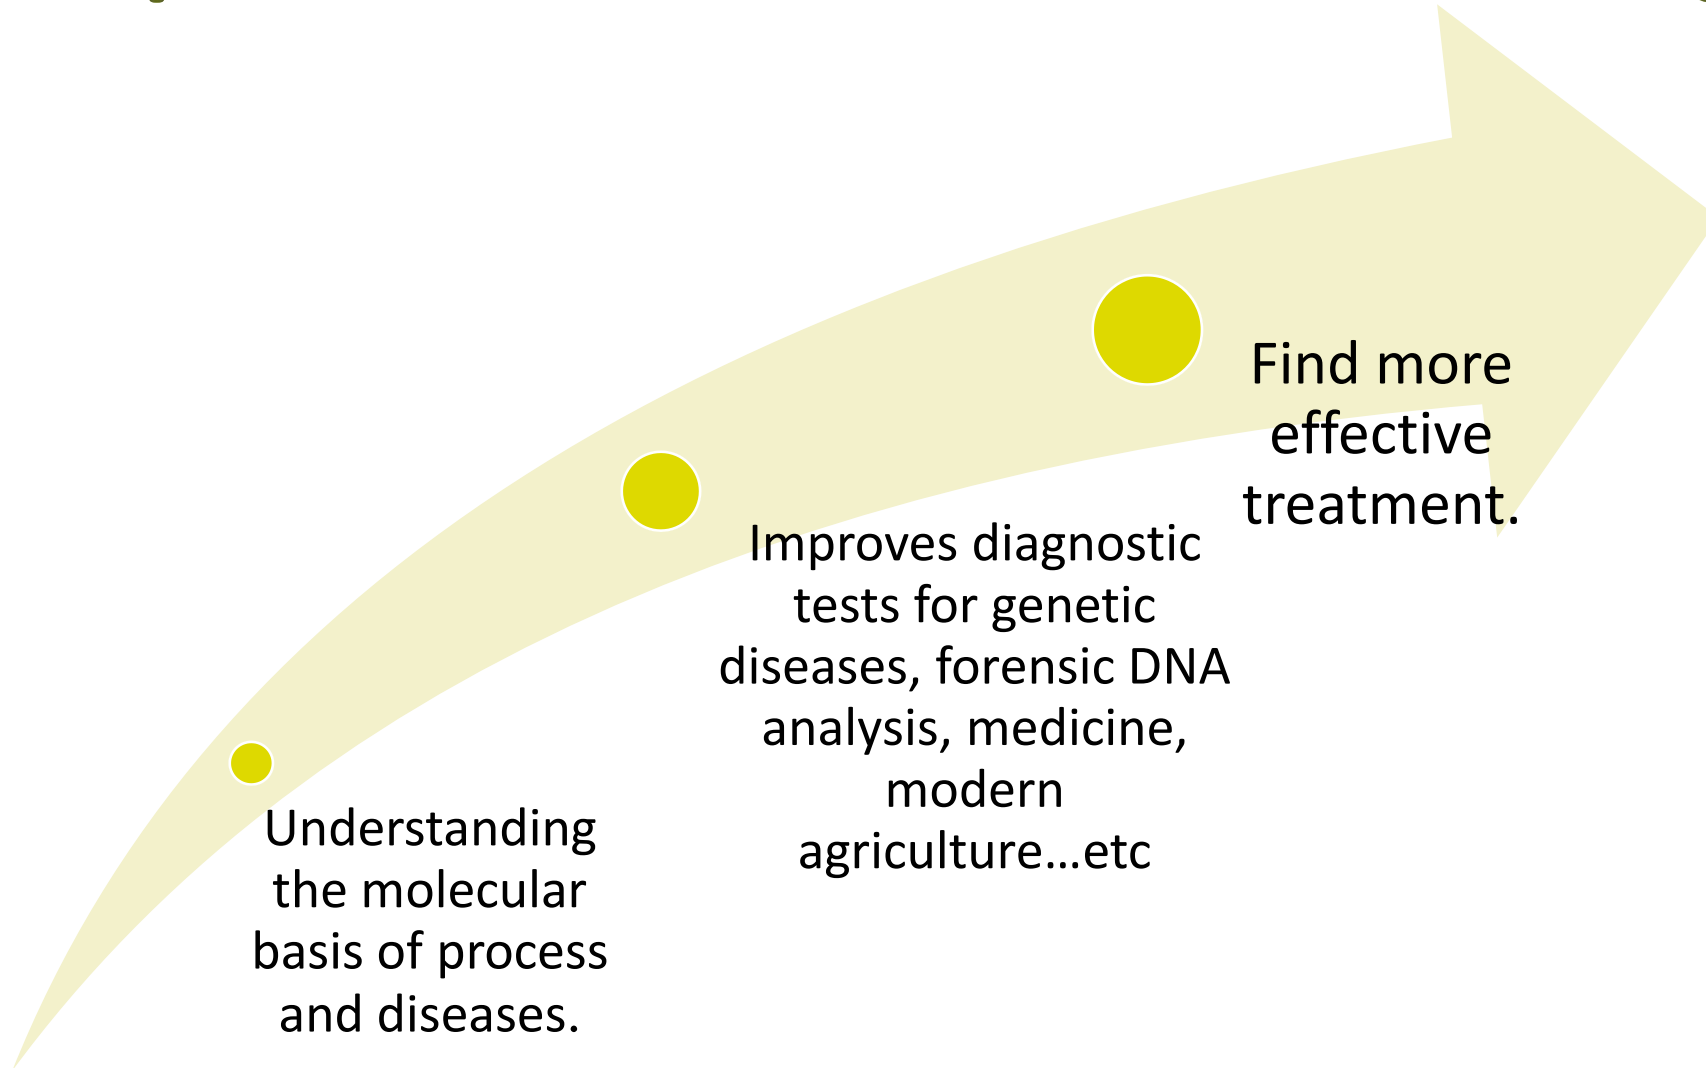 Understanding
the molecular
basis of process
and diseases.
Improves diagnostic
tests for genetic
diseases, forensic DNA
analysis, medicine,
modern
agriculture...etc
Find more
effective
treatment.